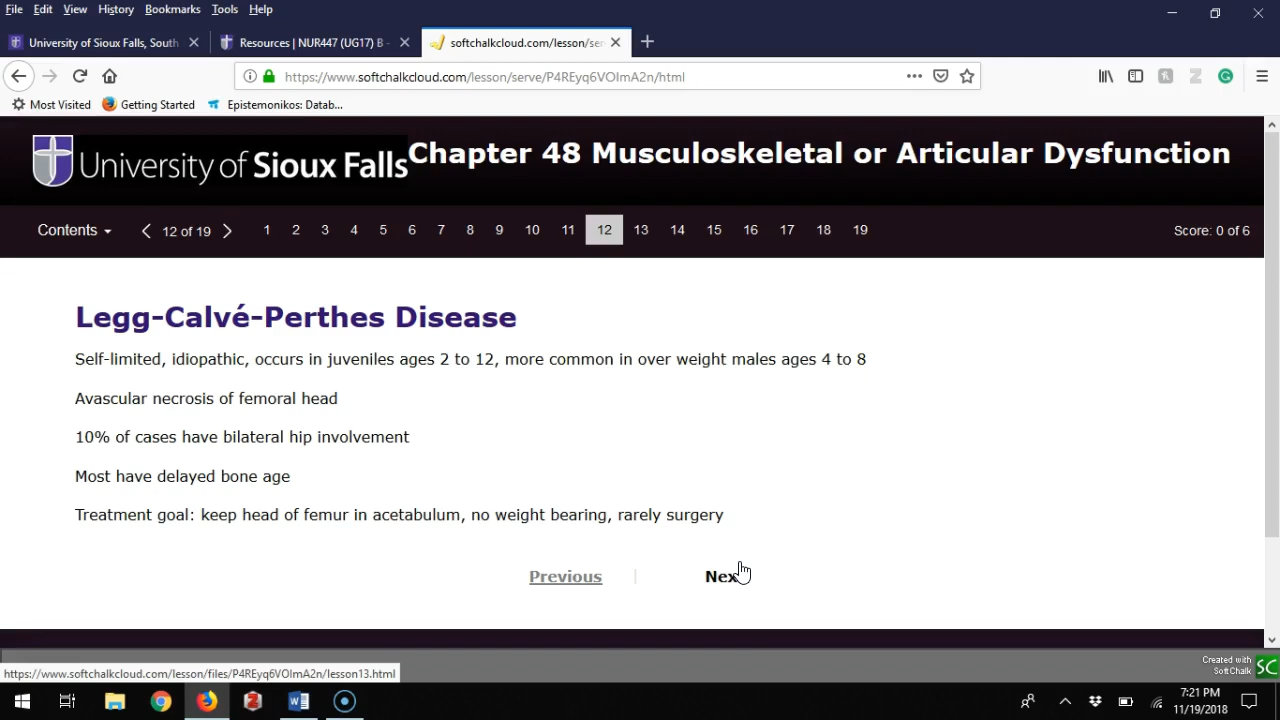 File Edit View History Bookmarks Tools Help
University of Sioux Falls, South
Resources | NUR447 (UG17) B -
softchalkcloud.com/lesson/ser
https://www.softchalkcloud.com/lesson/serve/P4REyq6VOImA2n/html
Most Visited Getting Started Epistemonikos: Datab...
University of Sioux Falls
Chapter 48 Musculoskeletal or Articular Dysfunction
Contents 12 of 19 1 2 3 4 5 6 7 8 9 10 11 12 13 14 15 16 17 18 19 Score: 0 of 6
Legg-Calvé-Perthes Disease
Self-limited, idiopathic, occurs in juveniles ages 2 to 12, more common in over weight males ages 4 to 8
Avascular necrosis of femoral head
10% of cases have bilateral hip involvement
Most have delayed bone age
Treatment goal: keep head of femur in acetabulum, no weight bearing, rarely surgery
Previous | Nex
Created with
SoftChalk SC
https://www.softchalkcloud.com/lesson/files/P4REyq6VOImA2n/lesson13.html
7:21 PM
11/19/2018